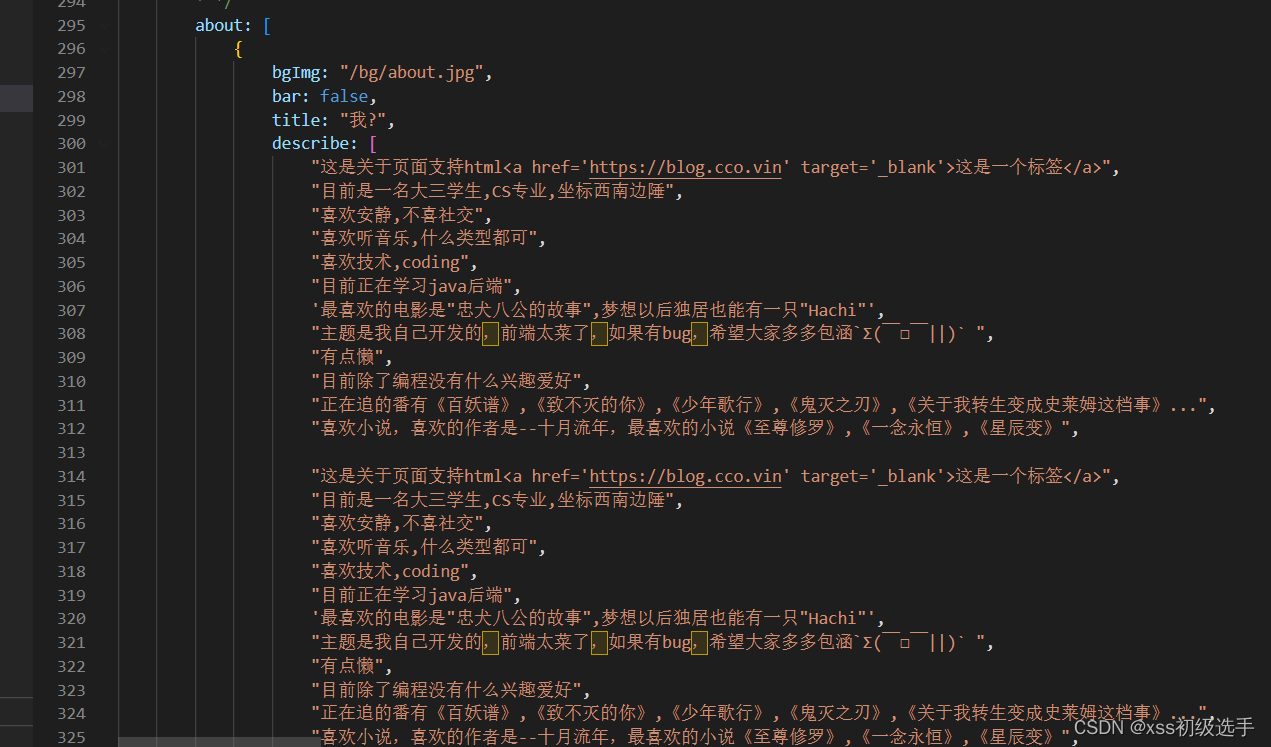 294 */
295 about: [
296 {
297 bgImg: "/bg/about.jpg",
298 bar: false,
299 title: "我?",
300 describe: [
301 "这是关于页面支持html<a href='https://blog.cco.vin' target='_blank'>这是一个标签</a>",
302 "目前是一名大三学生,CS专业,坐标西南边陲",
303 "喜欢安静,不喜社交",
304 "喜欢听音乐,什么类型都可",
305 "喜欢技术,coding",
306 "目前正在学习java后端",
307 '最喜欢的电影是"忠犬八公的故事",梦想以后独居也能有一只"Hachi"',
308 "主题是我自己开发的，前端太菜了，如果有bug，希望大家多多包涵`Σ(￣□￣||)` ",
309 "有点懒",
310 "目前除了编程没有什么兴趣爱好",
311 "正在追的番有《百妖谱》,《致不灭的你》,《少年歌行》,《鬼灭之刃》,《关于我转生变成史莱姆这档事》...",
312 "喜欢小说，喜欢的作者是--十月流年，最喜欢的小说《至尊修罗》,《一念永恒》,《星辰变》",
313
314 "这是关于页面支持html<a href='https://blog.cco.vin' target='_blank'>这是一个标签</a>",
315 "目前是一名大三学生,CS专业,坐标西南边陲",
316 "喜欢安静,不喜社交",
317 "喜欢听音乐,什么类型都可",
318 "喜欢技术,coding",
319 "目前正在学习java后端",
320 '最喜欢的电影是"忠犬八公的故事",梦想以后独居也能有一只"Hachi"',
321 "主题是我自己开发的，前端太菜了，如果有bug，希望大家多多包涵`Σ(￣□￣||)` ",
322 "有点懒",
323 "目前除了编程没有什么兴趣爱好",
324 "正在追的番有《百妖谱》,《致不灭的你》,《少年歌行》,《鬼灭之刃》,《关于我转生变成史莱姆这档事》...",
325 "喜欢小说，喜欢的作者是--十月流年，最喜欢的小说《至尊修罗》,《一念永恒》,《星辰变》",
CSDN @xss初级选手